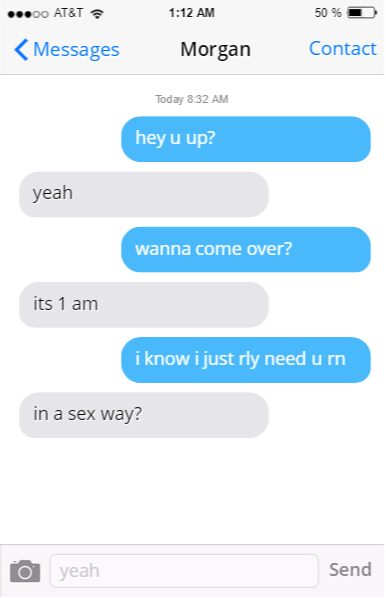 AT&T 1:12 AM 50 %
Messages Morgan Contact
Today 8:32 AM
hey u up?
yeah
wanna come over?
its 1 am
i know i just rly need u rn
in a sex way?
yeah Send